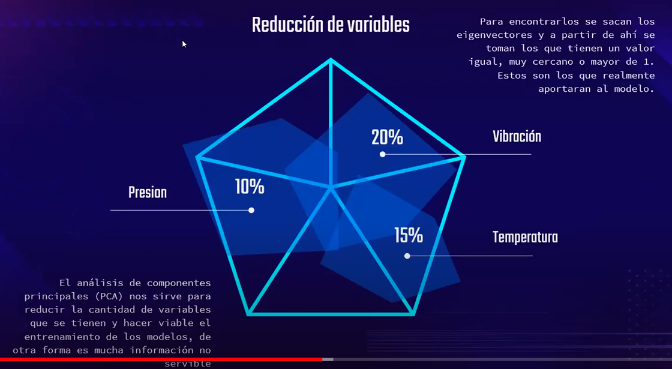 Reducción de variables
Para encontrarlos se sacan los
eigenvectores y a partir de ahí se
toman los que tienen un valor
igual, muy cercano o mayor de 1.
Estos son los que realmente
aportaran al modelo.
20%
Vibración
10%
Presion
15%
Temperatura
El análisis de componentes
principales (PCA) nos sirve para
reducir la cantidad de variables
que se tienen y hacer viable el
entrenamiento de los modelos, de
otra forma es mucha información no
servible